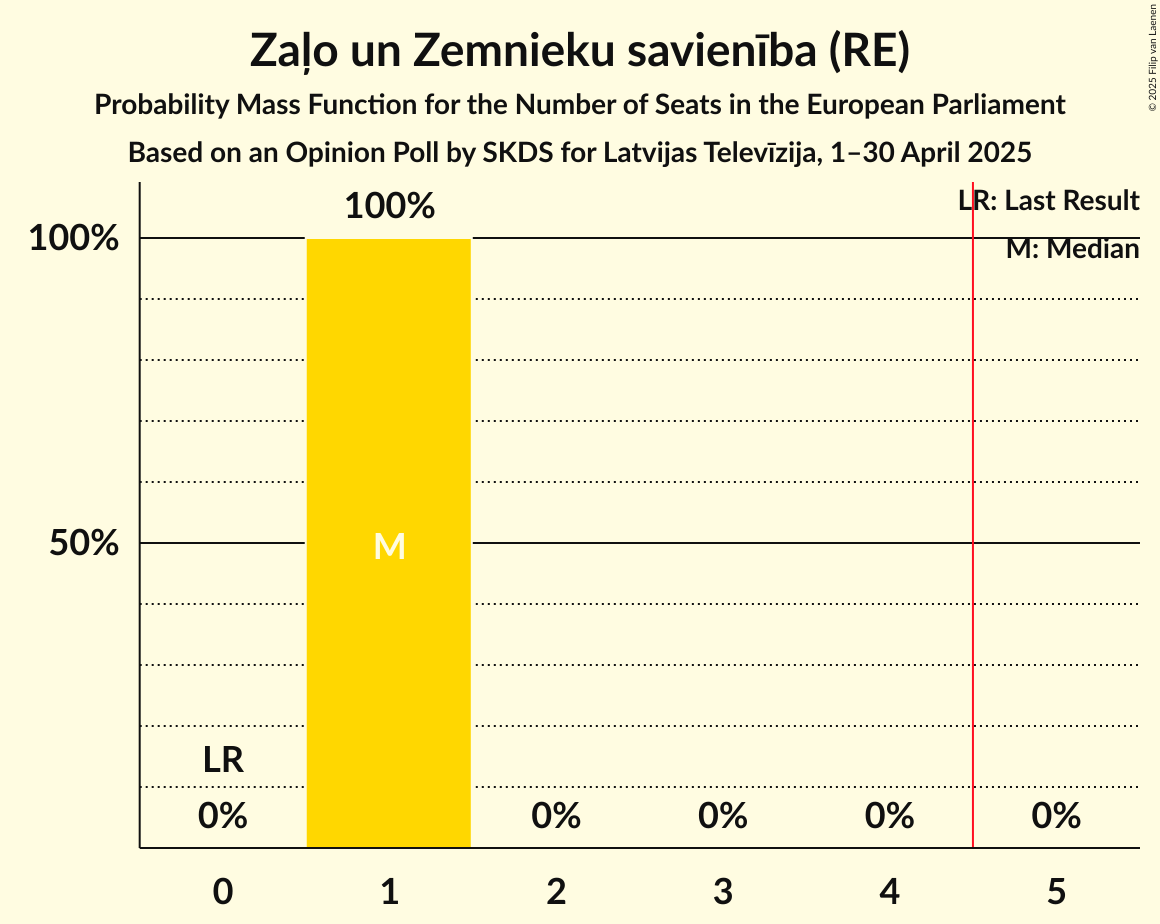 Zaļo un Zemnieku savienība (RE)
Probability Mass Function for the Number of Seats in the European Parliament
Based on an Opinion Poll by SKDS for Latvijas Televīzija, 1–30 April 2025
© 2025 Filip van Laenen
LR: Last Result
M: Median
100%
100%
50%
M
LR
0%
0%
0%
0%
0%
0
1
2
3
4
5